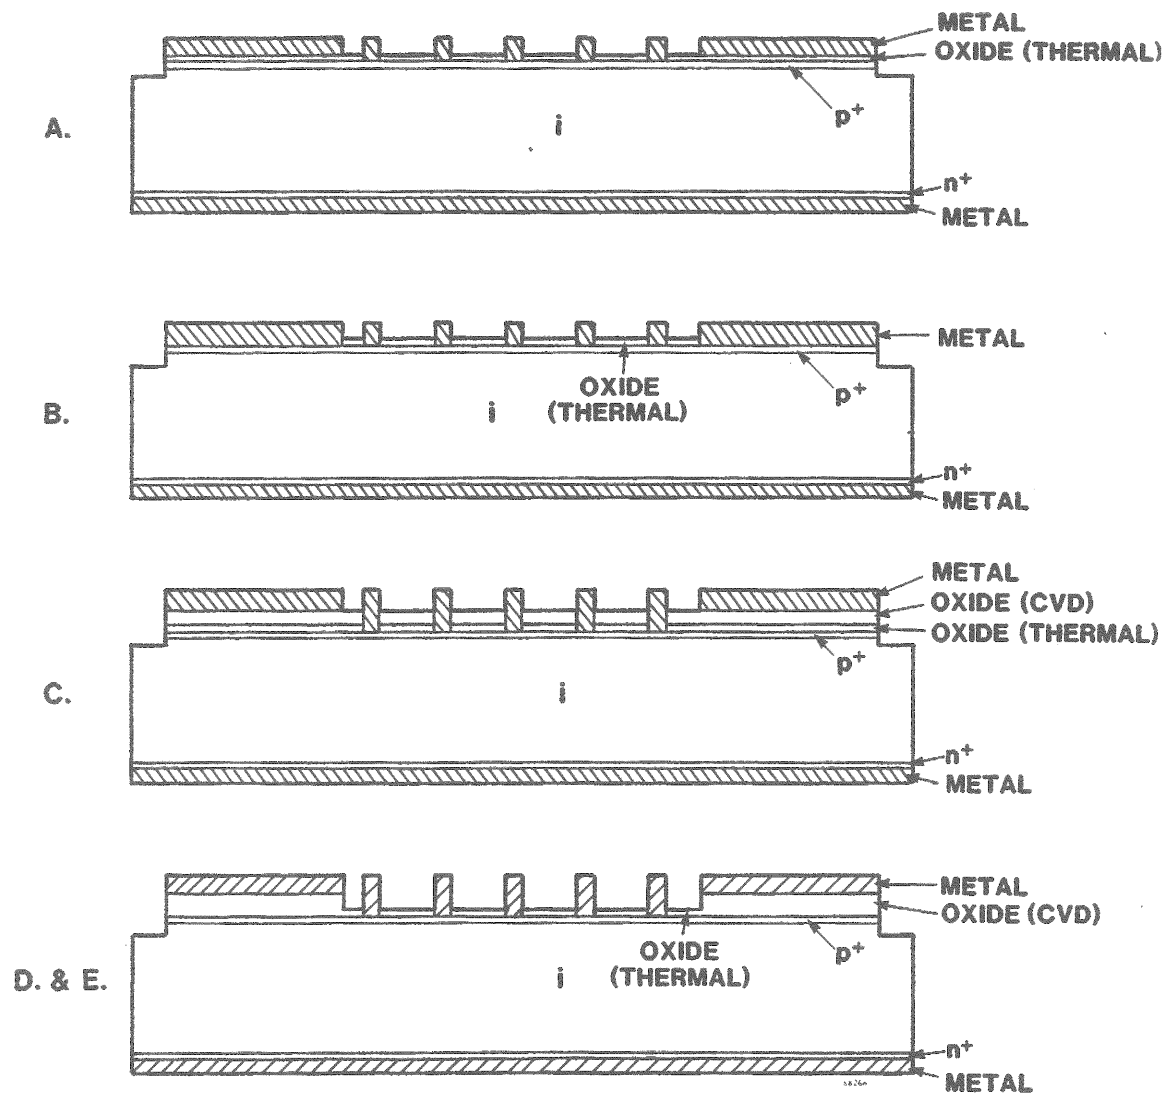 METAL
OXIDE (THERMAL)
p+
A.
i
n+
METAL
METAL
OXIDE
(THERMAL)
p+
B.
i
n+
METAL
METAL
OXIDE (CVD)
OXIDE (THERMAL)
p+
C.
i
n+
METAL
METAL
OXIDE (CVD)
OXIDE
(THERMAL)
p+
D. & E.
i
n+
METAL